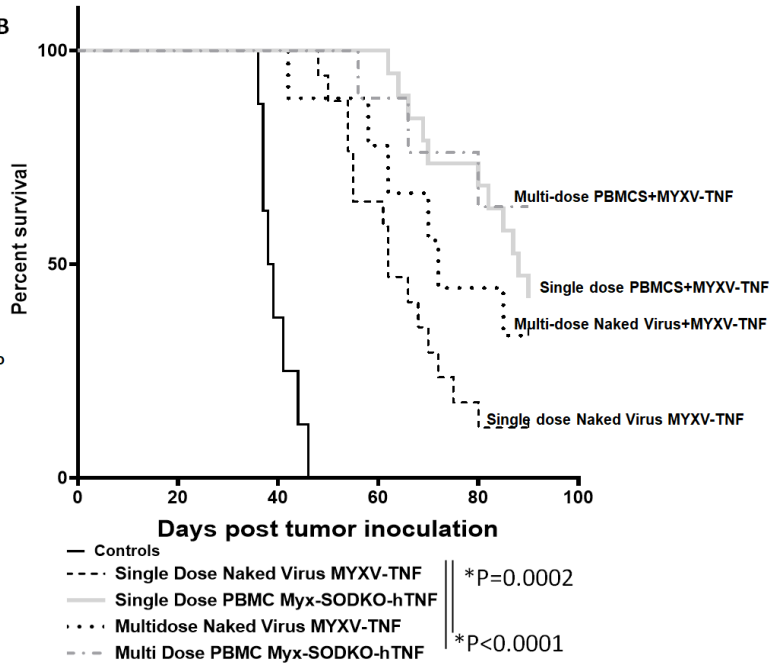 B
100
Multi-dose PBMCS+MYXV-TNF
Percent survival
50
Single dose PBMCS+MYXV-TNF
Multi-dose Naked Virus+MYXV-TNF
Single dose Naked Virus MYXV-TNF
0
0 20 40 60 80 100
Days post tumor inoculation
Controls
Single Dose Naked Virus MYXV-TNF
*P=0.0002
Single Dose PBMC Myx-SODKO-hTNF
Multidose Naked Virus MYXV-TNF
*P<0.0001
Multi Dose PBMC Myx-SODKO-hTNF